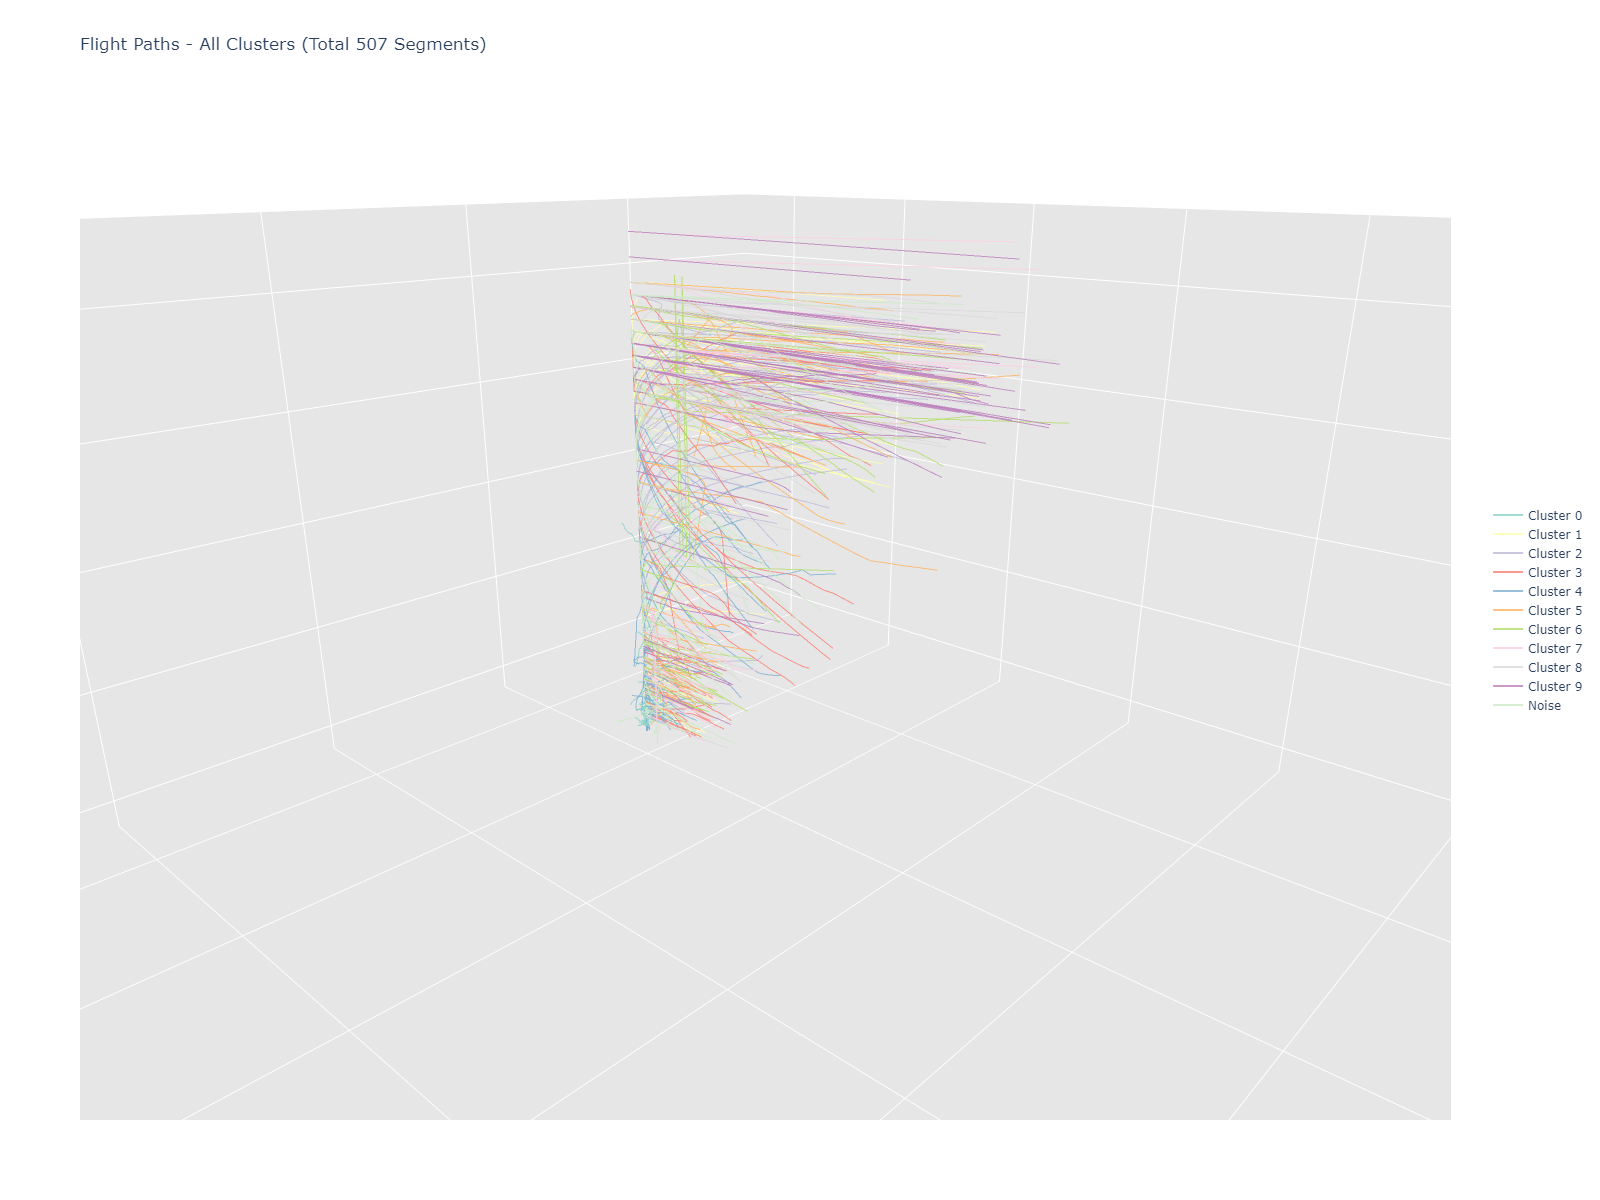 Flight Paths - All Clusters (Total 507 Segments)
Cluster 0
Cluster 1
Cluster 2
Cluster 3
Cluster 4
Cluster 5
Cluster 6
Cluster 7
Cluster 8
Cluster 9
Noise